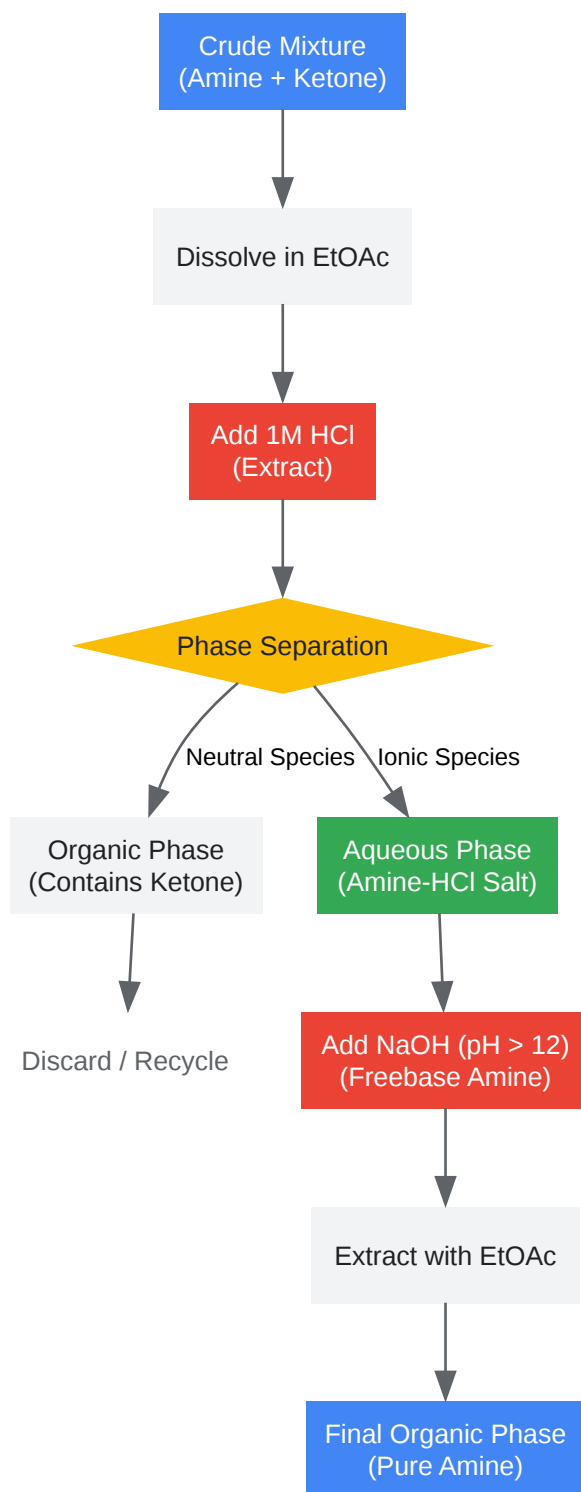 Crude Mixture
(Amine + Ketone)
Dissolve in EtOAc
Add 1M HCl
(Extract)
Phase Separation
Neutral Species
Ionic Species
Organic Phase
(Contains Ketone)
Aqueous Phase
(Amine-HCl Salt)
Discard / Recycle
Add NaOH (pH > 12)
(Freebase Amine)
Extract with EtOAc
Final Organic Phase
(Pure Amine)